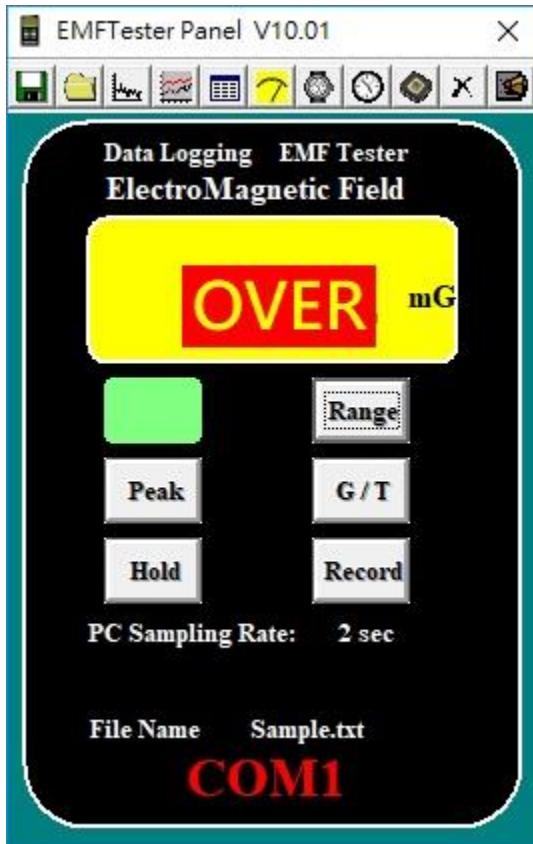 EMFTester Panel V10.01
Data Logging EMF Tester
ElectroMagnetic Field
OVER mG
Range
Peak G / T
Hold Record
PC Sampling Rate: 2 sec
File Name Sample.txt
COM1